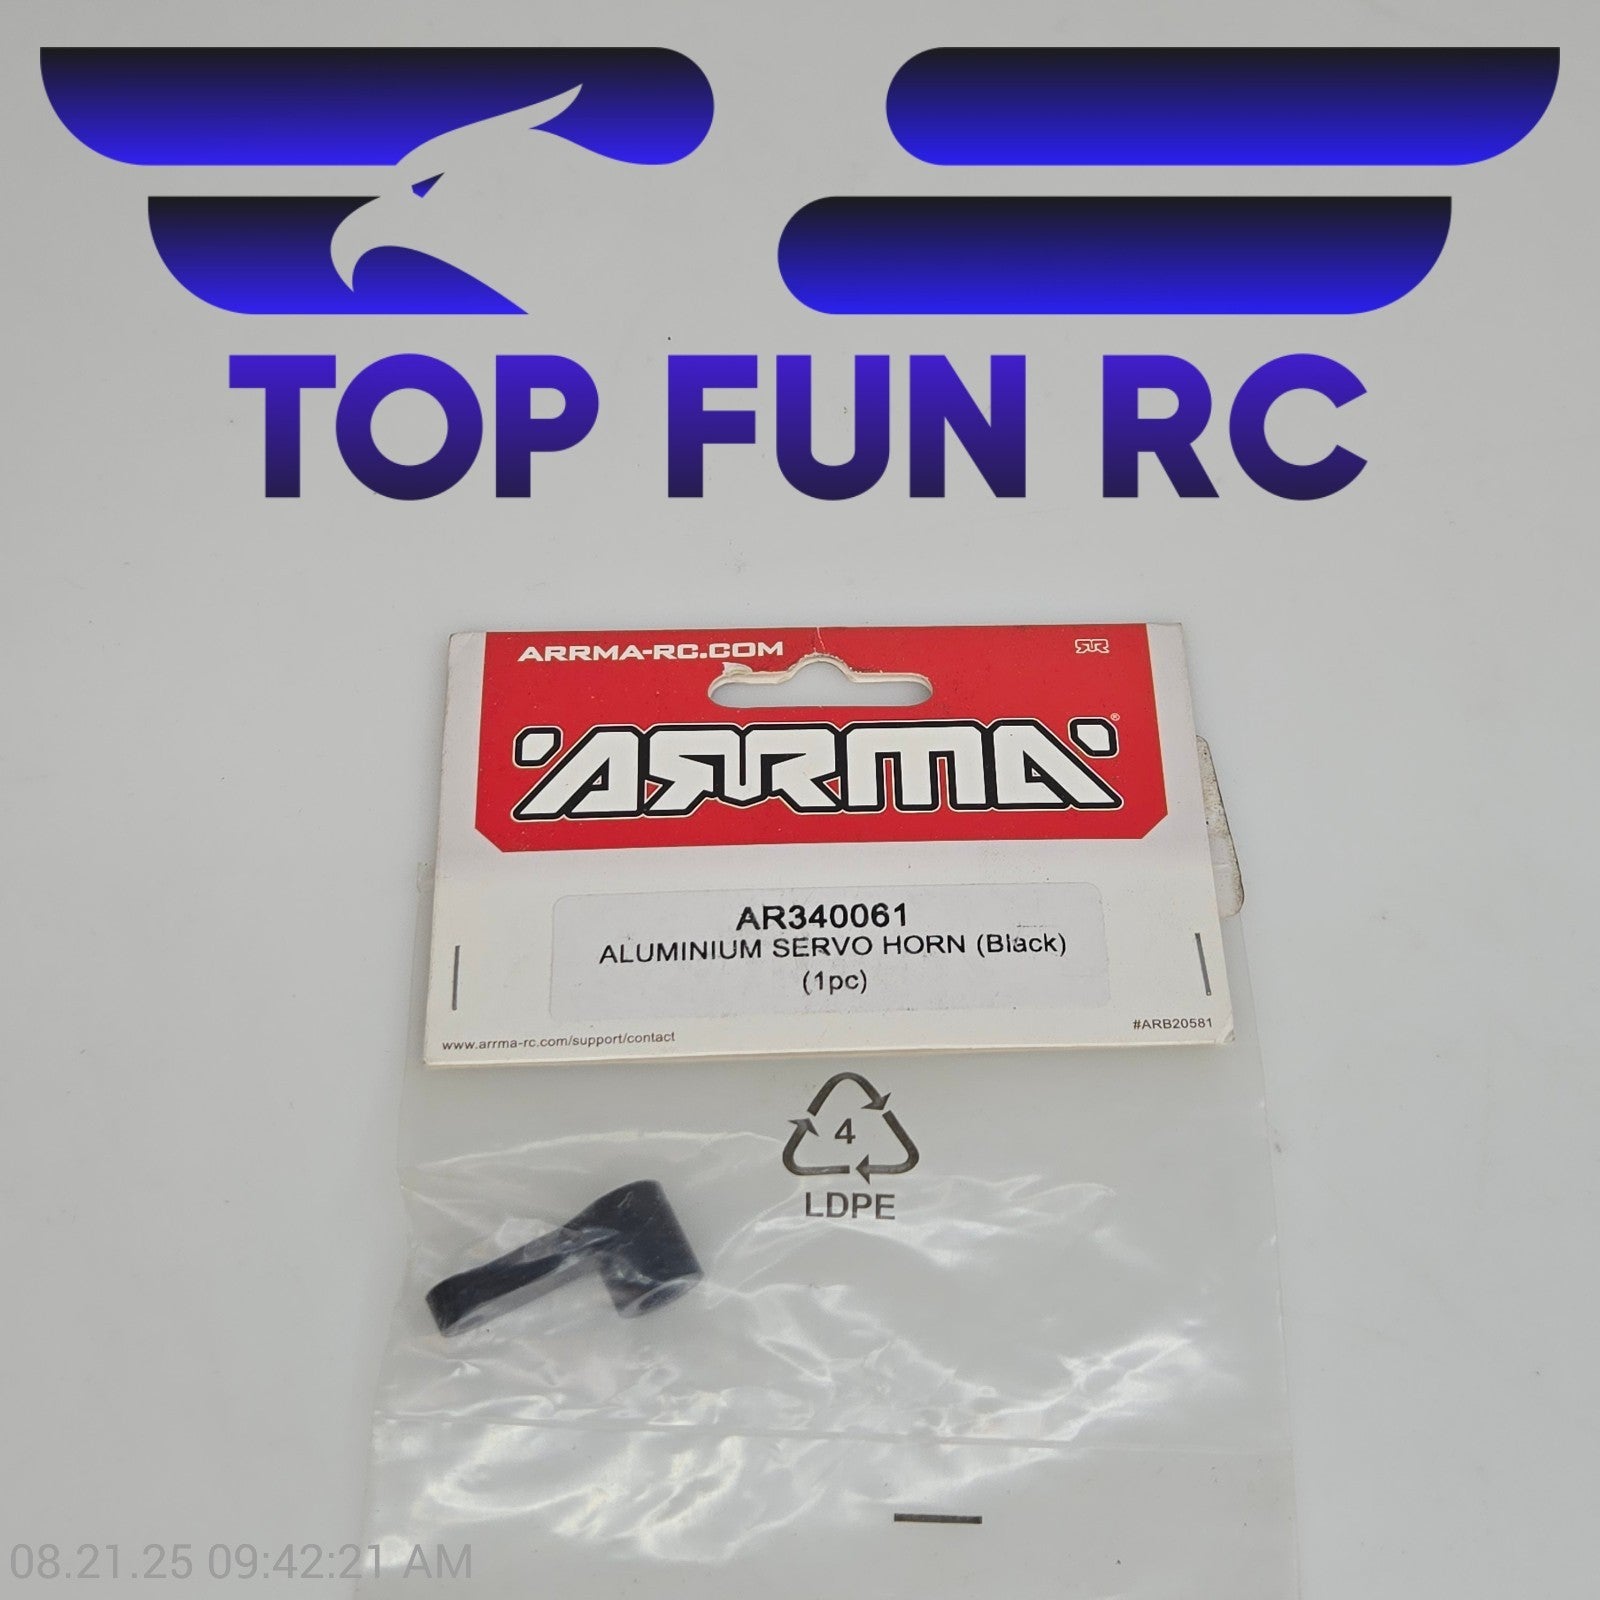 TOP FUN RC
ARRMA-RC.COM
ARRMA®
AR340061
ALUMINIUM SERVO HORN (Black)
(1pc)
www.arrma-rc.com/support/contact
#ARB20581
4
LDPE
08.21.25 09:42:21 AM